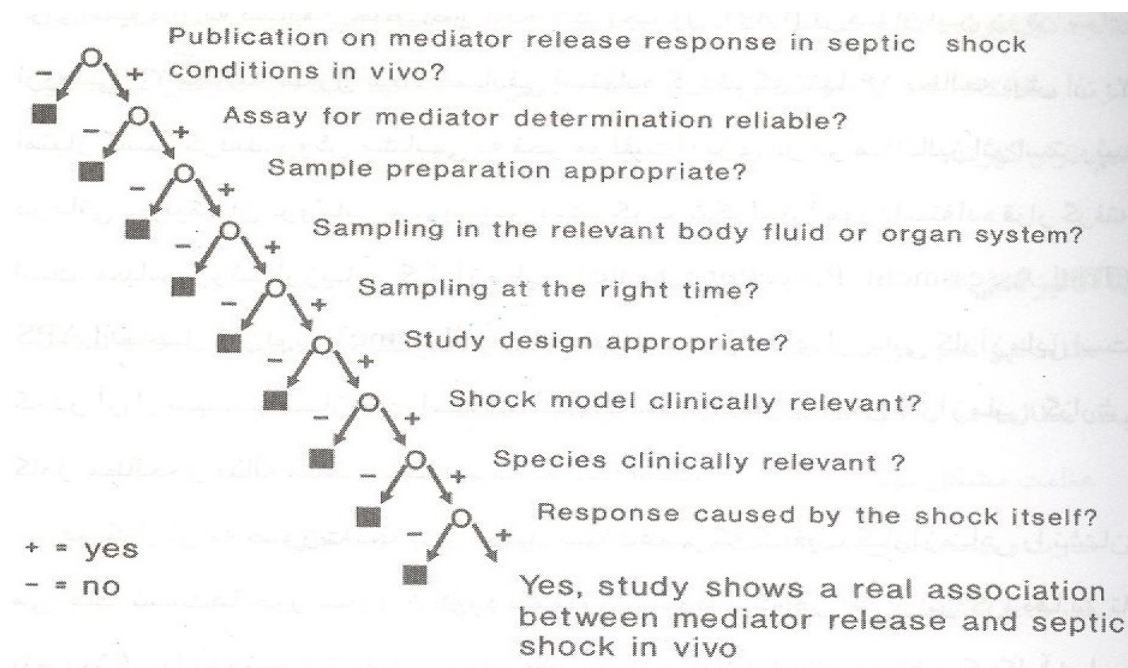 Publication on mediator release response in septic shock
- + conditions in vivo?
- + Assay for mediator determination reliable?
- + Sample preparation appropriate?
- + Sampling in the relevant body fluid or organ system?
- + Sampling at the right time?
- + Study design appropriate?
- + Shock model clinically relevant?
- + Species clinically relevant ?
- + Response caused by the shock itself?
+ = yes
- = no
Yes, study shows a real association
between mediator release and septic
shock in vivo